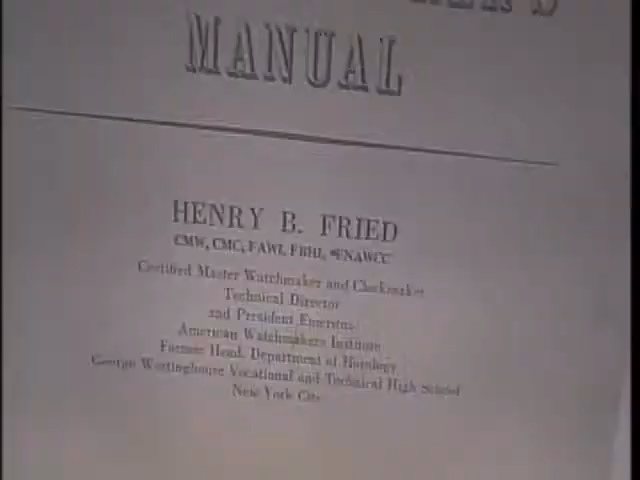 MANUAL
HENRY B. FRIED
CMW, CMC, FAWI, FBHI, *FNAWCC
Certified Master Watchmaker and Clockmaker
Technical Director
and President Emeritus
American Watchmakers Institute
Former Head, Department of Horology
George Westinghouse Vocational and Technical High School
New York City